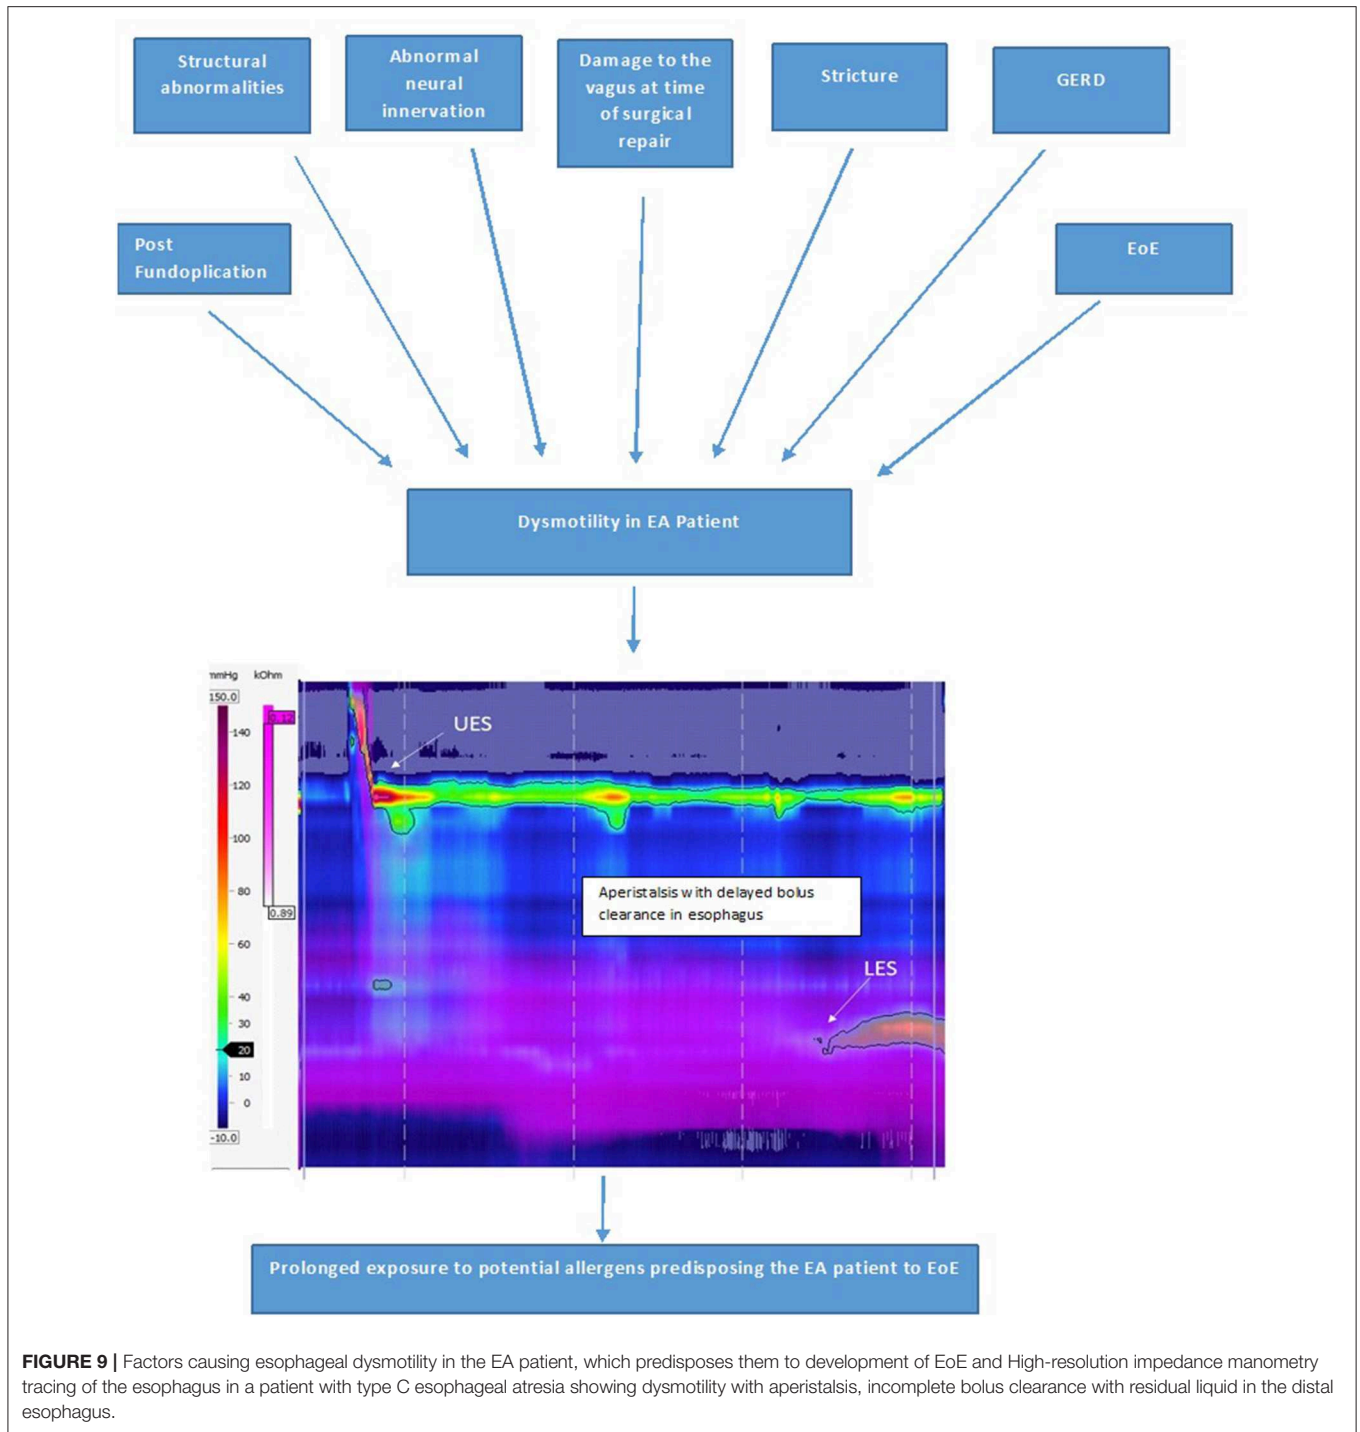 Structural
abnormalities
Abnormal
neural
innervation
Damage to the
vagus at time
of surgical
repair
Stricture
GERD
Post
Fundoplication
EoE
Dysmotility in EA Patient
mmHg kOhm
150.0
0.12
140
120
100
0.89
80
60
40
30
20
10
0
-10.0
UES
Aperistalsis with delayed bolus
clearance in esophagus
LES
Prolonged exposure to potential allergens predisposing the EA patient to EoE
FIGURE 9 | Factors causing esophageal dysmotility in the EA patient, which predisposes them to development of EoE and High-resolution impedance manometry
tracing of the esophagus in a patient with type C esophageal atresia showing dysmotility with aperistalsis, incomplete bolus clearance with residual liquid in the distal
esophagus.